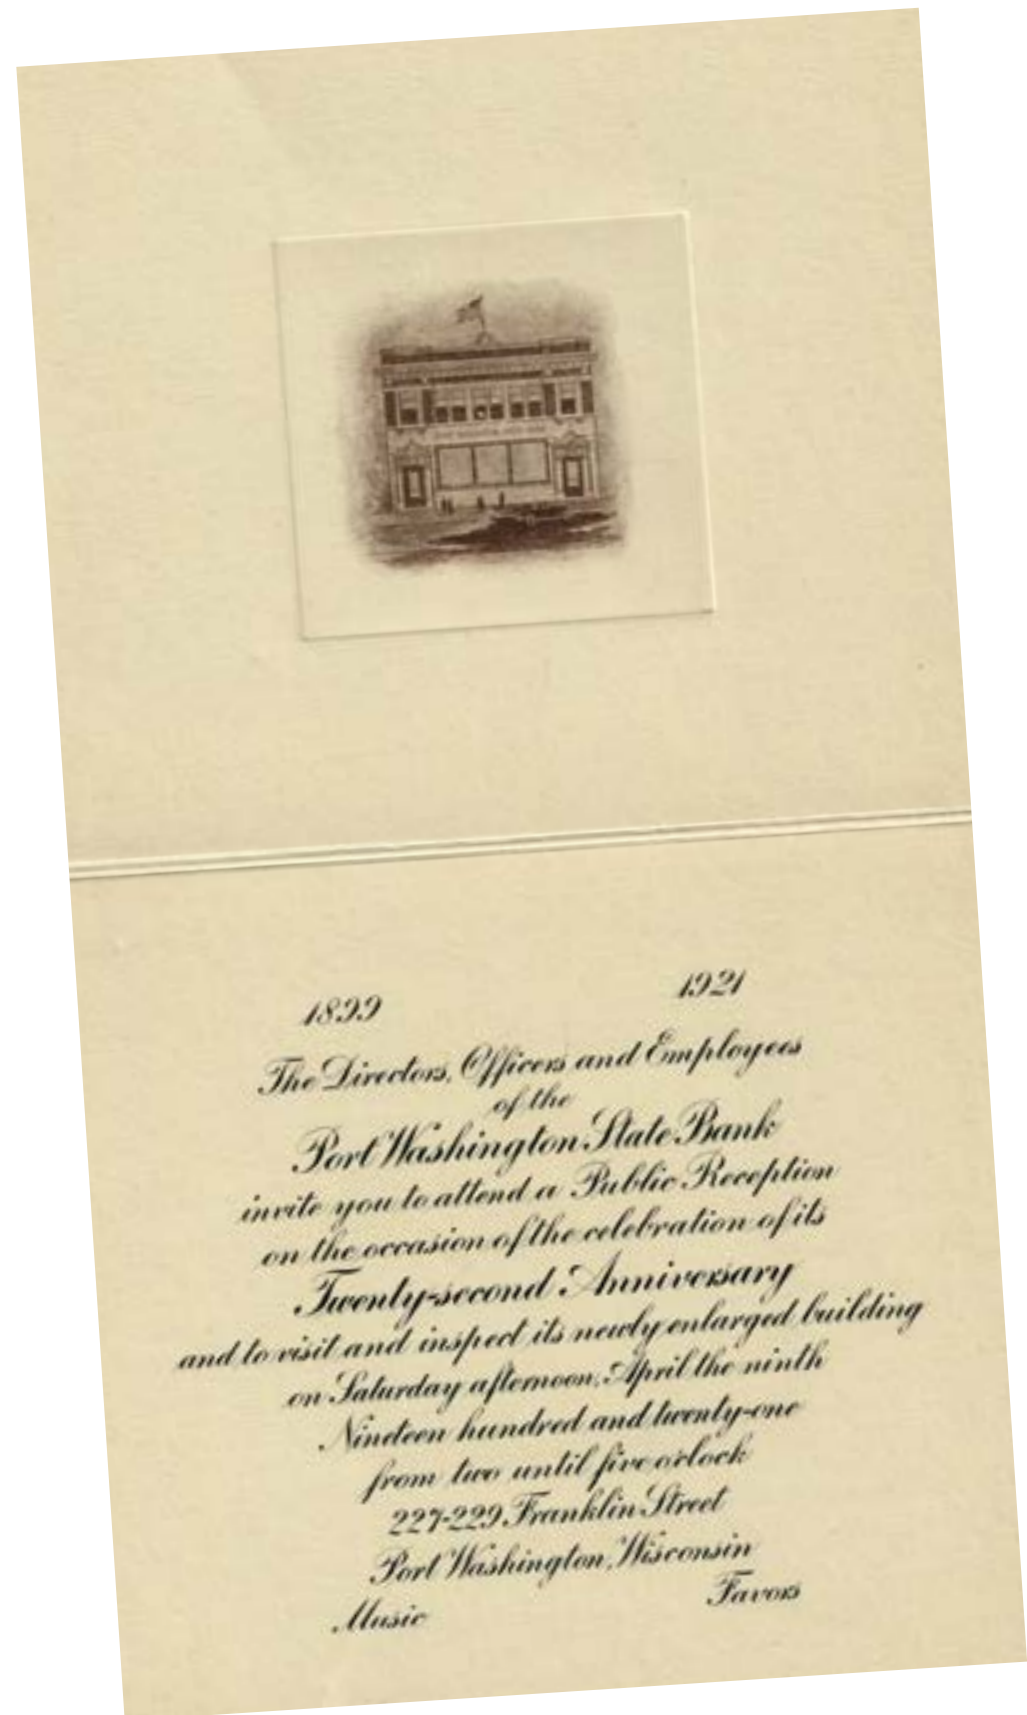 1899 1921
The Directors, Officers and Employees
of the
Port Washington State Bank
invite you to attend a Public Reception
on the occasion of the celebration of its
Twenty-second Anniversary
and to visit and inspect its newly enlarged building
on Saturday afternoon, April the ninth
Nineteen hundred and twenty-one
from two until five o'clock
227-229 Franklin Street
Port Washington, Wisconsin
Music Favors